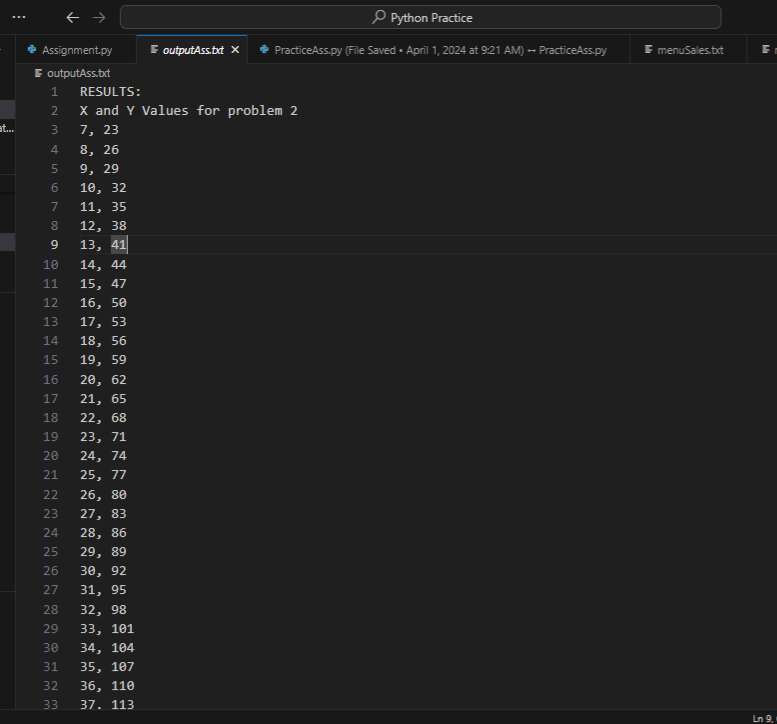 Python Practice
Assignment.py
outputAss.txt
PracticeAss.py (File Saved • April 1, 2024 at 9:21 AM) ↔ PracticeAss.py
menuSales.txt
outputAss.txt
1 RESULTS:
2 X and Y Values for problem 2
3 7, 23
4 8, 26
5 9, 29
6 10, 32
7 11, 35
8 12, 38
9 13, 41
10 14, 44
11 15, 47
12 16, 50
13 17, 53
14 18, 56
15 19, 59
16 20, 62
17 21, 65
18 22, 68
19 23, 71
20 24, 74
21 25, 77
22 26, 80
23 27, 83
24 28, 86
25 29, 89
26 30, 92
27 31, 95
28 32, 98
29 33, 101
30 34, 104
31 35, 107
32 36, 110
33 37, 113
Ln 9,